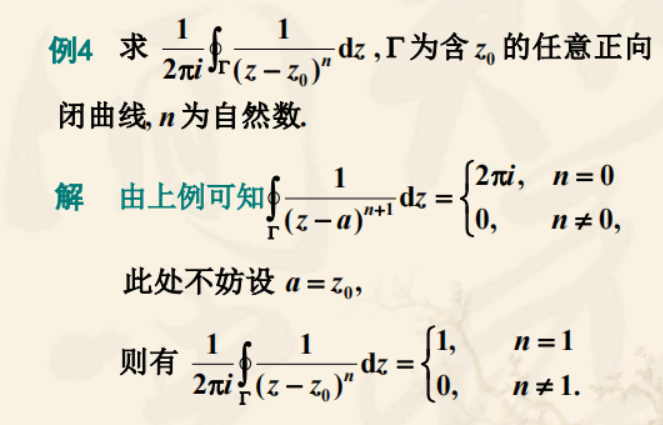 例4 求 $\frac{1}{2\pi i}\oint_{\Gamma}\frac{1}{(z-z_0)^n}\mathrm{d}z$ ,Γ为含 $z_0$ 的任意正向
闭曲线, n 为自然数.
解 由上例可知 $\oint_{\Gamma}\frac{1}{(z-a)^{n+1}}\mathrm{d}z=\begin{cases}2\pi i, & n=0\\0, & n\neq 0,\end{cases}$
此处不妨设 $a=z_0$,
则有 $\frac{1}{2\pi i}\oint_{\Gamma}\frac{1}{(z-z_0)^n}\mathrm{d}z=\begin{cases}1, & n=1\\0, & n\neq 1.\end{cases}$